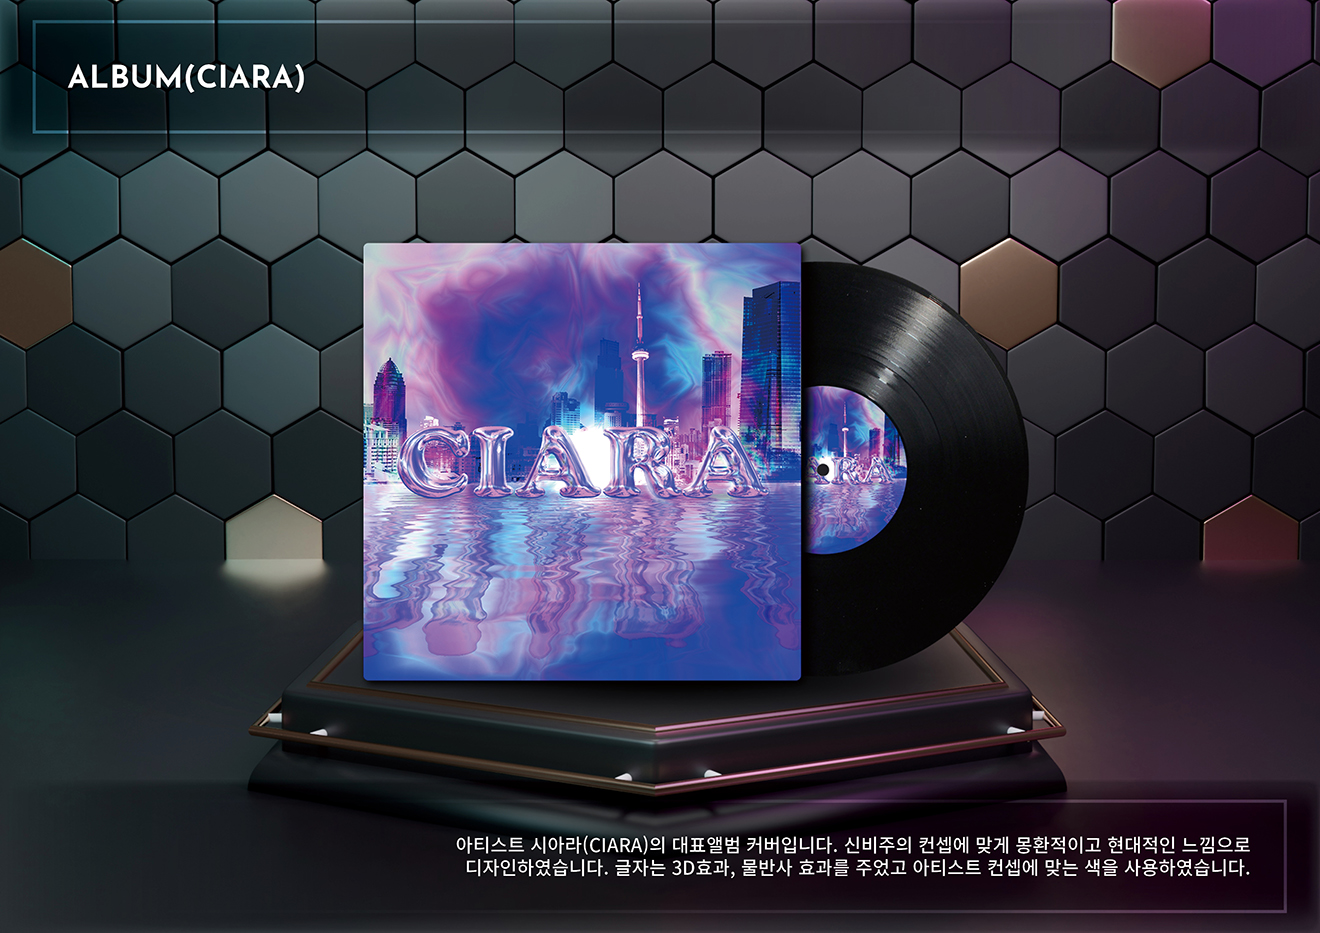 ALBUM(CIARA)
CIARA
RA
아티스트 시아라(CIARA)의 대표앨범 커버입니다. 신비주의 컨셉에 맞게 몽환적이고 현대적인 느낌으로
디자인하였습니다. 글자는 3D효과, 물반사 효과를 주었고 아티스트 컨셉에 맞는 색을 사용하였습니다.